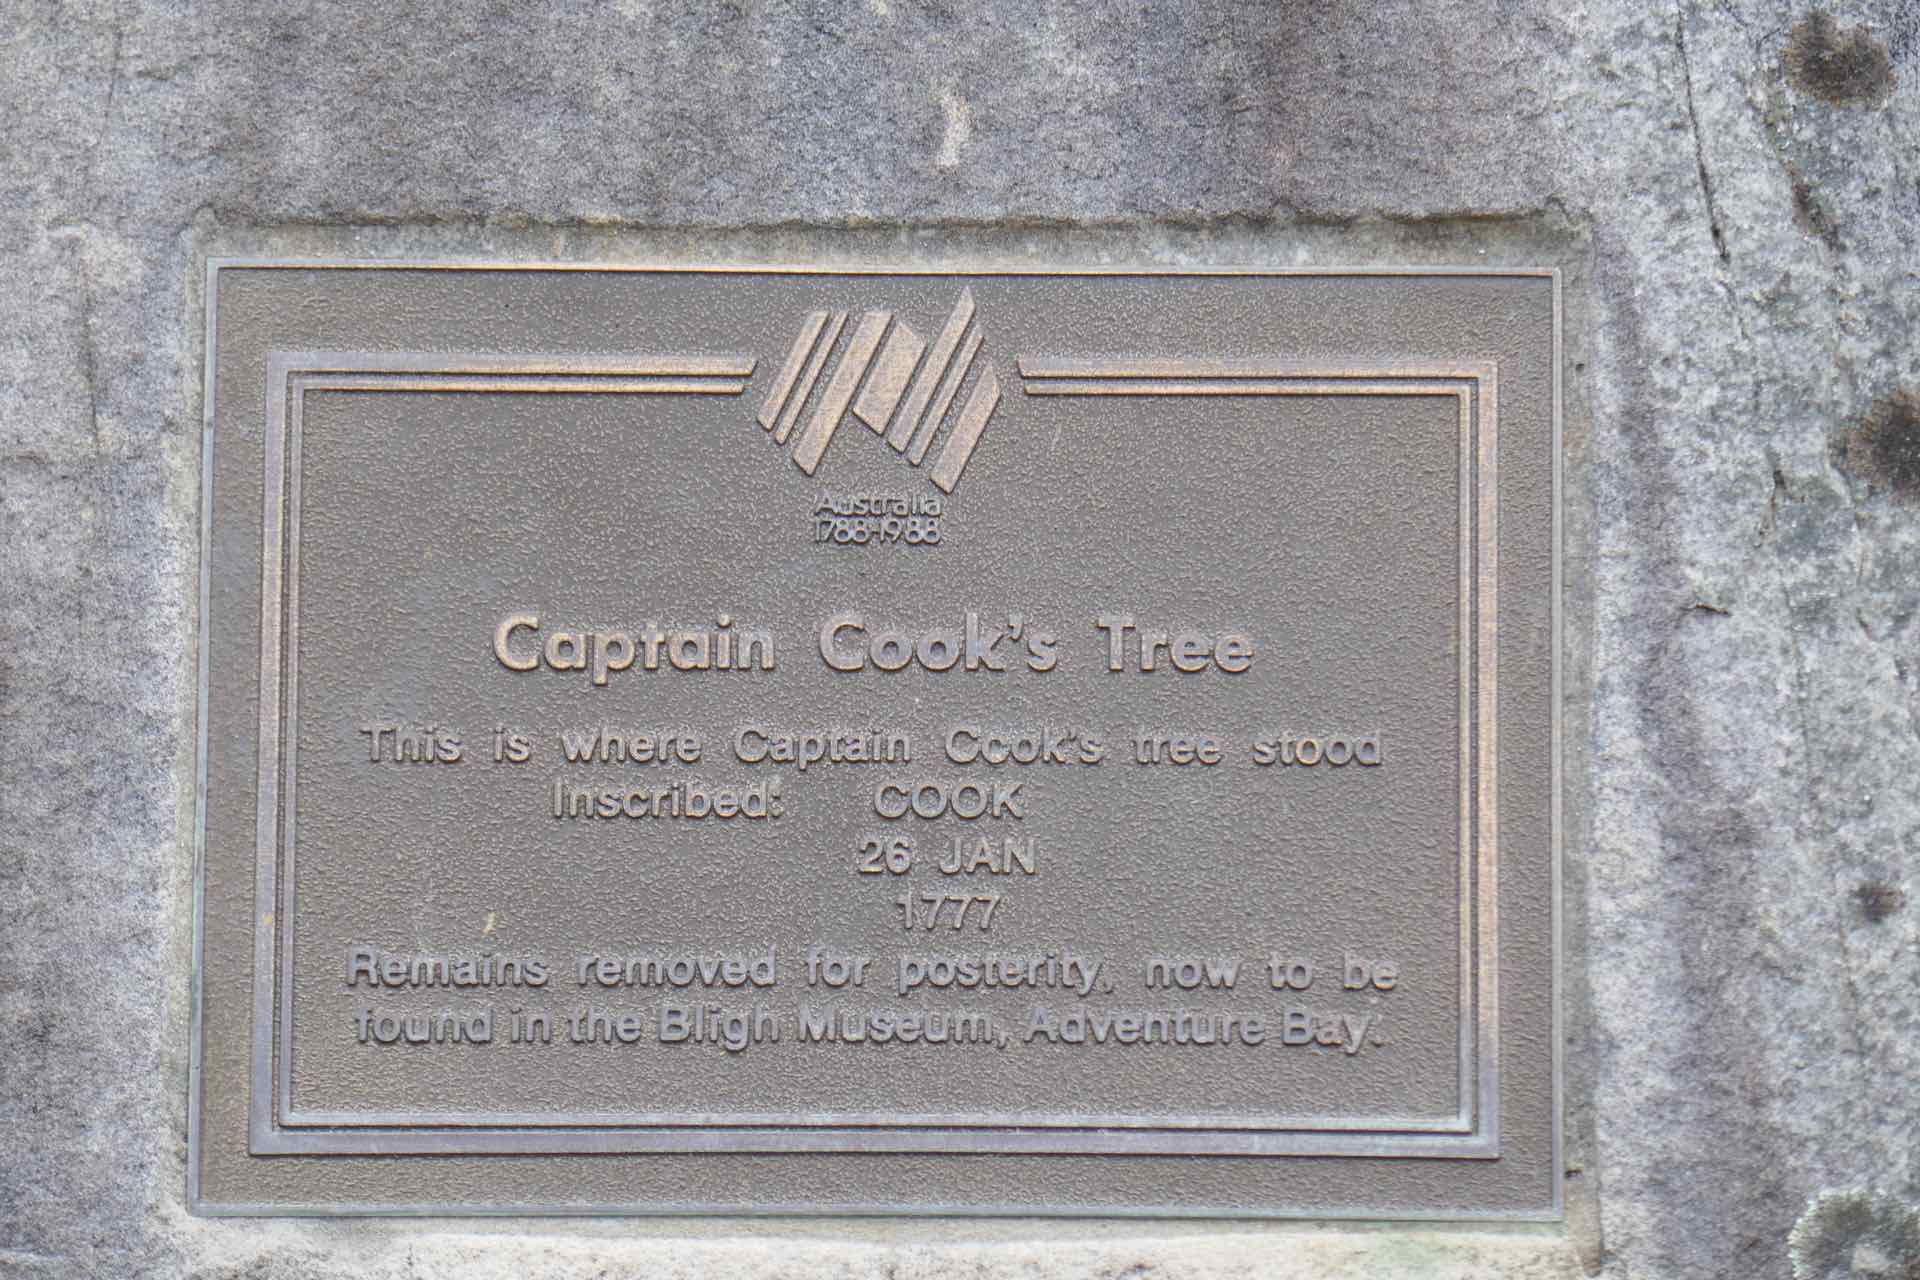 Australia
1788-1988
Captain Cook's Tree
This is where Captain Cook's tree stood
Inscribed: COOK
26 JAN
1777
Remains removed for posterity, now to be
found in the Bligh Museum, Adventure Bay.